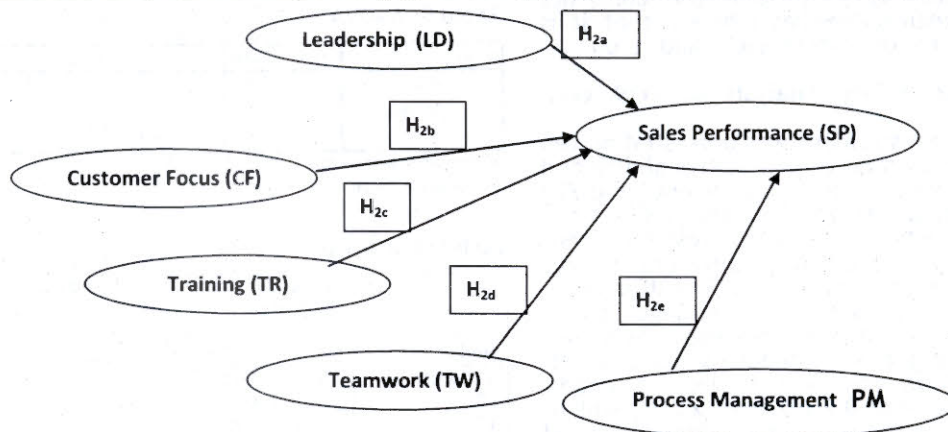 Leadership (LD)
H2a
Sales Performance (SP)
H2b
Customer Focus (CF)
H2c
Training (TR)
H2d
H2e
Teamwork (TW)
Process Management PM